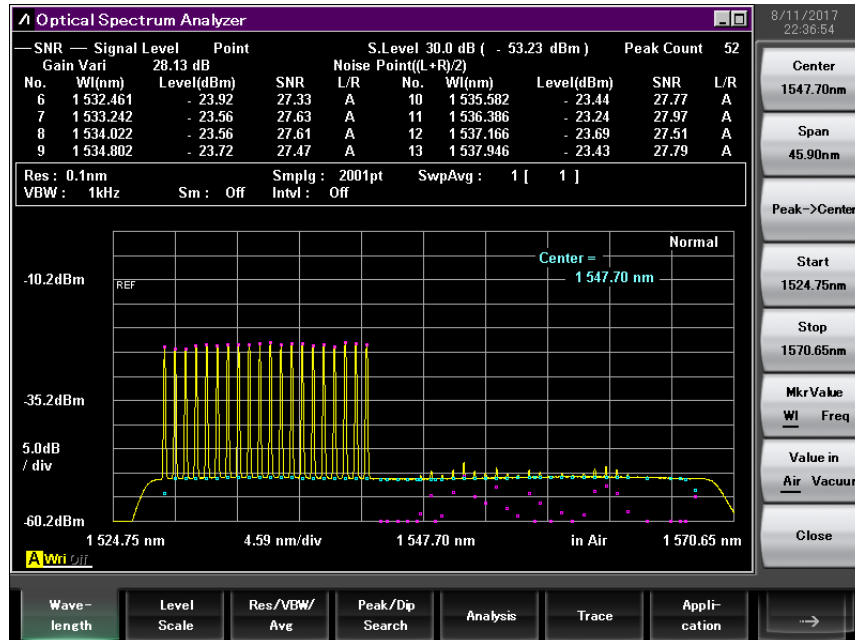 Optical Spectrum Analyzer
8/11/2017
22:36:54
SNR — Signal Level Point S.Level 30.0 dB ( - 53.23 dBm ) Peak Count 52
Gain Vari 28.13 dB Noise Point((L+R)/2)
No. Wl(nm) Level(dBm) SNR L/R No. Wl(nm) Level(dBm) SNR L/R
6 1 532.461 - 23.92 27.33 A 10 1 535.582 - 23.44 27.77 A
7 1 533.242 - 23.56 27.63 A 11 1 536.386 - 23.24 27.97 A
8 1 534.022 - 23.56 27.61 A 12 1 537.166 - 23.69 27.51 A
9 1 534.802 - 23.72 27.47 A 13 1 537.946 - 23.43 27.79 A
Res : 0.1nm Smplg : 2001pt SwpAvg : 1 [ 1 ]
VBW : 1kHz Sm : Off Intvl : Off
Normal
Center =
1 547.70 nm
-10.2dBm
REF
-35.2dBm
5.0dB
/ div
-60.2dBm
1 524.75 nm 4.59 nm/div 1 547.70 nm in Air 1 570.65 nm
A Wri Off
Center
1547.70nm
Span
45.90nm
Peak->Center
Start
1524.75nm
Stop
1570.65nm
MkrValue
Wl Freq
Value in
Air Vacuur
Close
Wave-
length
Level
Scale
Res/VBW/
Avg
Peak/Dip
Search
Analysis
Trace
Appli-
cation